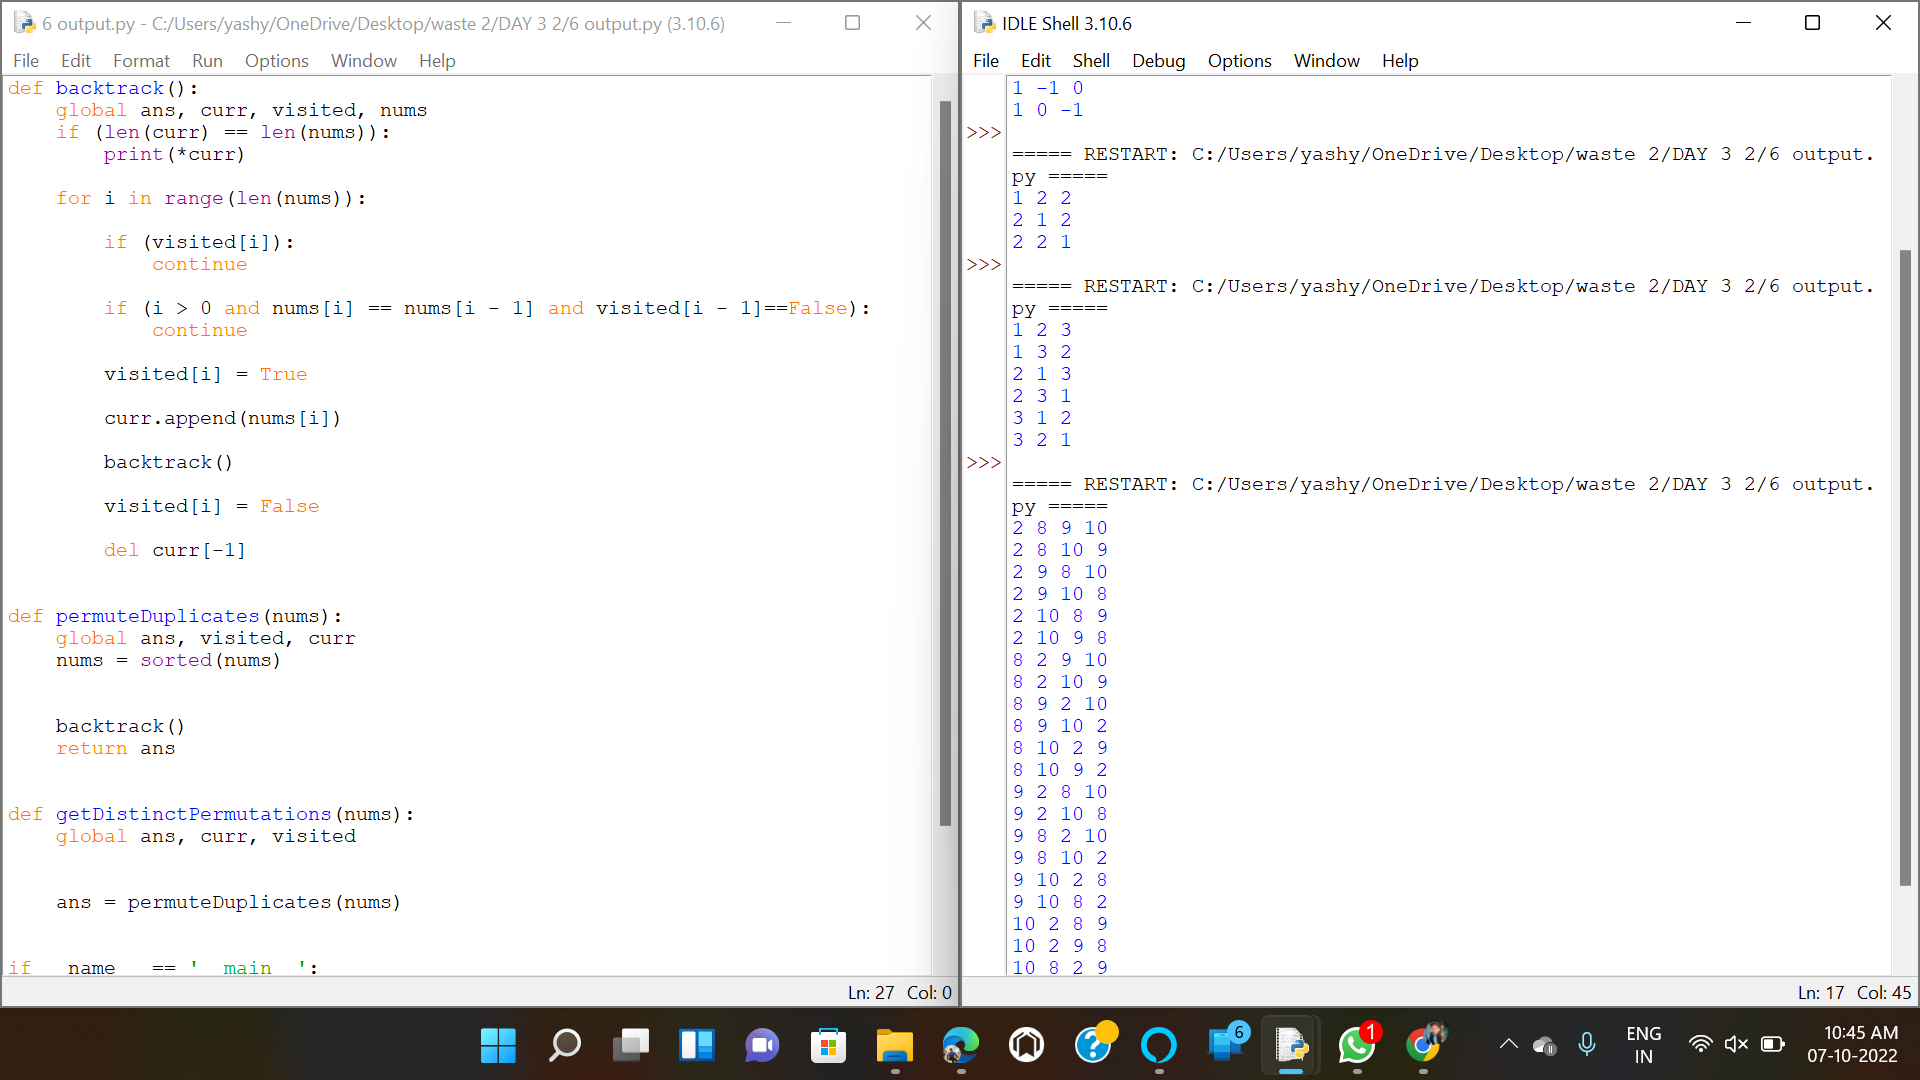 6 output.py - C:/Users/yashy/OneDrive/Desktop/waste 2/DAY 3 2/6 output.py (3.10.6)
File Edit Format Run Options Window Help
def backtrack():
    global ans, curr, visited, nums
    if (len(curr) == len(nums)):
        print(*curr)
    for i in range(len(nums)):
        if (visited[i]):
            continue
        if (i > 0 and nums[i] == nums[i - 1] and visited[i - 1]==False):
            continue
        visited[i] = True
        curr.append(nums[i])
        backtrack()
        visited[i] = False
        del curr[-1]
def permuteDuplicates(nums):
    global ans, visited, curr
    nums = sorted(nums)
    backtrack()
    return ans
def getDistinctPermutations(nums):
    global ans, curr, visited
    ans = permuteDuplicates(nums)
if __name__ == '__main__':
Ln: 27 Col: 0
IDLE Shell 3.10.6
File Edit Shell Debug Options Window Help
1 -1 0
1 0 -1
>>>
===== RESTART: C:/Users/yashy/OneDrive/Desktop/waste 2/DAY 3 2/6 output.
py =====
1 2 2
2 1 2
2 2 1
>>>
===== RESTART: C:/Users/yashy/OneDrive/Desktop/waste 2/DAY 3 2/6 output.
py =====
1 2 3
1 3 2
2 1 3
2 3 1
3 1 2
3 2 1
>>>
===== RESTART: C:/Users/yashy/OneDrive/Desktop/waste 2/DAY 3 2/6 output.
py =====
2 8 9 10
2 8 10 9
2 9 8 10
2 9 10 8
2 10 8 9
2 10 9 8
8 2 9 10
8 2 10 9
8 9 2 10
8 9 10 2
8 10 2 9
8 10 9 2
9 2 8 10
9 2 10 8
9 8 2 10
9 8 10 2
9 10 2 8
9 10 8 2
10 2 8 9
10 2 9 8
10 8 2 9
Ln: 17 Col: 45
6
1
ENG
IN
10:45 AM
07-10-2022